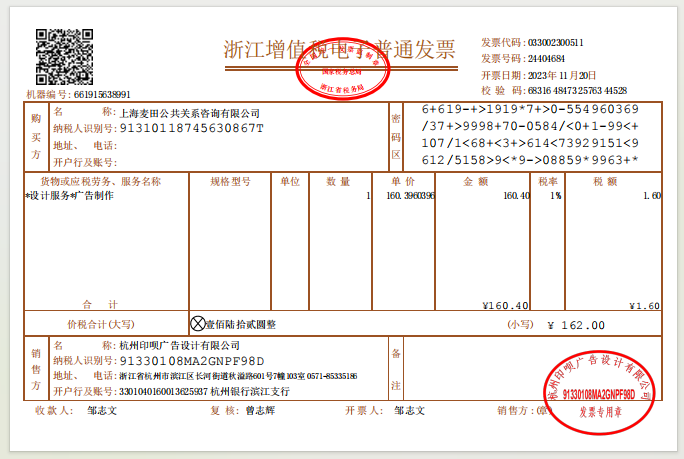 浙江增值税电子普通发票
全国统一发票监制章
国家税务总局
浙江省税务局
发票代码:033002300511
发票号码:24404684
开票日期:2023年11月20日
校 验 码:68316 48473 25763 44528
机器编号:661915638991
购买方
名 称:上海麦田公共关系咨询有限公司
纳税人识别号:91310118745630867T
地址、 电话:
开户行及账号:
密码区
6+619-+>1919*7+>0-554960369
/37+>9998+70-0584/<0+1-99<+
107/1<68+<3+>614<73929151<9
612/5158>9<*9->08859*9963+*
货物或应税劳务、服务名称 规格型号 单位 数 量 单 价 金 额 税率 税 额
*设计服务*广告制作 1 160.3960396 160.40 1% 1.60
合 计 ¥160.40 ¥1.60
价税合计(大写) 壹佰陆拾贰圆整 (小写) ¥ 162.00
销售方
名 称:杭州印呗广告设计有限公司
纳税人识别号:91330108MA2GNPF98D
地址、 电话:浙江省杭州市滨江区长河街道秋溢路601号7幢103室 0571-85335186
开户行及账号:3301040160013625937 杭州银行滨江支行
备注
杭州印呗广告设计有限公司
91330108MA2GNPF98D
发票专用章
收款人: 邹志文 复核:曾志辉 开票人:邹志文 销售方:(章)